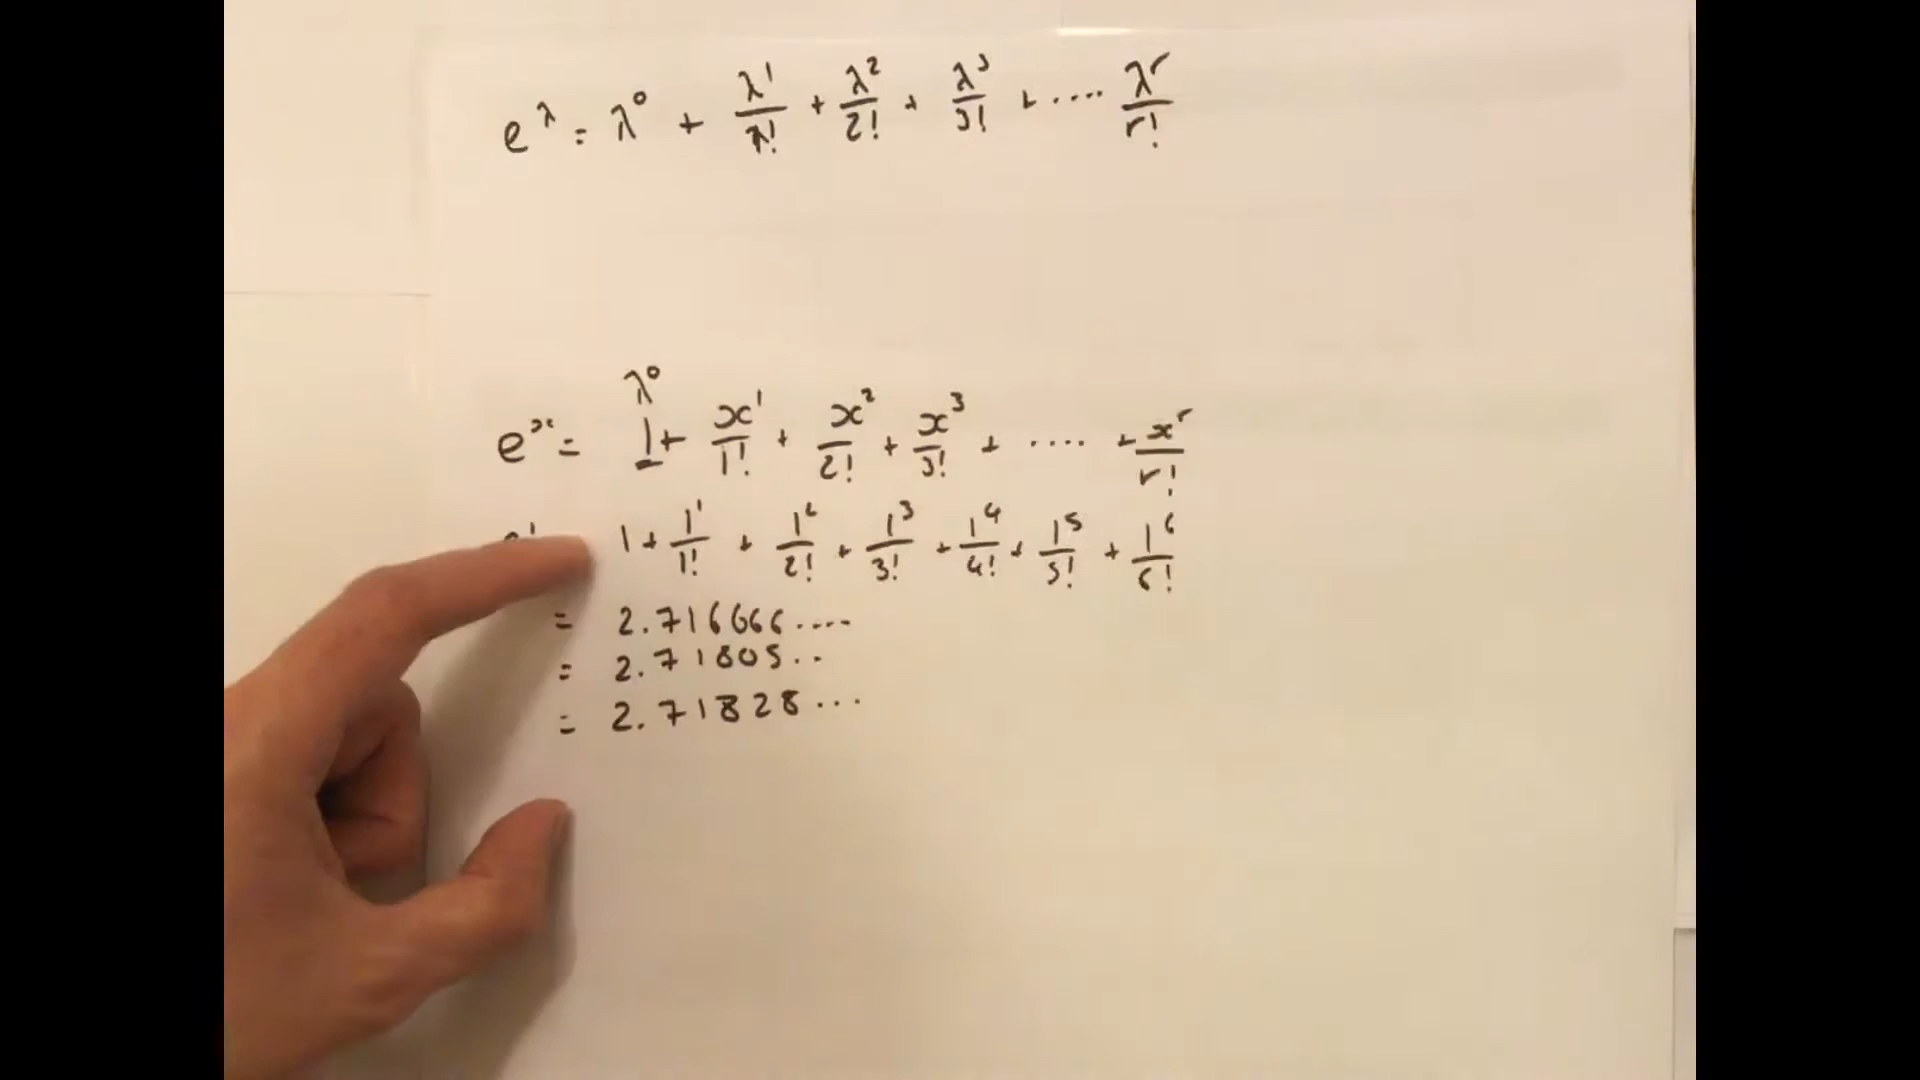 e^λ = λ^0 + λ^1/1! + λ^2/2! + λ^3/3! + .... λ^r/r!
λ^0
e^x = 1 + x^1/1! + x^2/2! + x^3/3! + .... + x^r/r!
1 + 1^1/1! + 1^2/2! + 1^3/3! + 1^4/4! + 1^5/5! + 1^6/6!
= 2.716666....
= 2.71805..
= 2.71828...